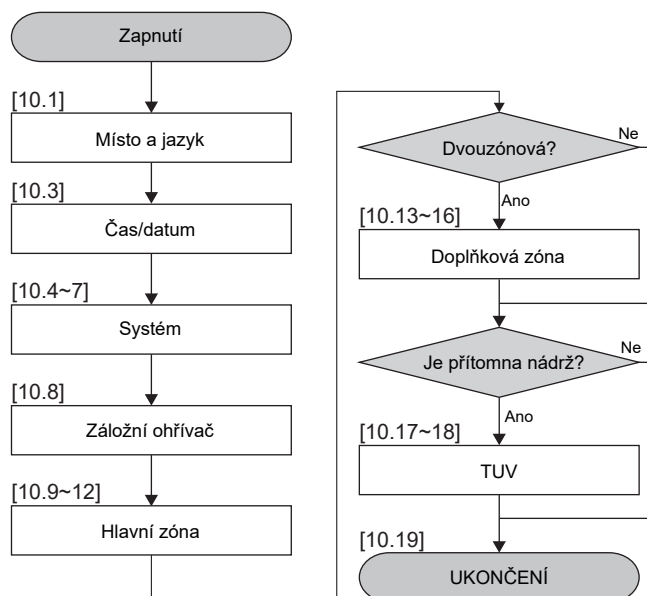 Zapnutí
[10.1]
Místo a jazyk
[10.3]
Čas/datum
[10.4~7]
Systém
[10.8]
Záložní ohřívač
[10.9~12]
Hlavní zóna
Dvouzónová?
Ne
Ano
[10.13~16]
Doplňková zóna
Je přítomna nádrž?
Ne
Ano
[10.17~18]
TUV
[10.19]
UKONČENÍ